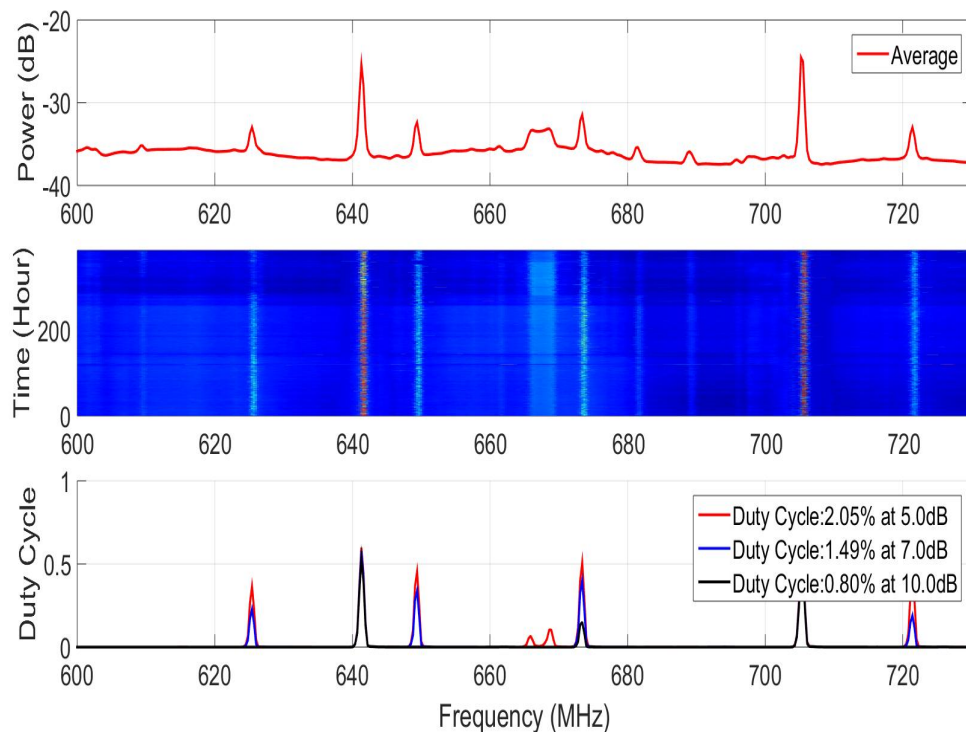 Power (dB)
-20
-30
-40
Average
600 620 640 660 680 700 720
Time (Hour)
200
0
600 620 640 660 680 700 720
Duty Cycle
1
0.5
0
Duty Cycle:2.05% at 5.0dB
Duty Cycle:1.49% at 7.0dB
Duty Cycle:0.80% at 10.0dB
600 620 640 660 680 700 720
Frequency (MHz)